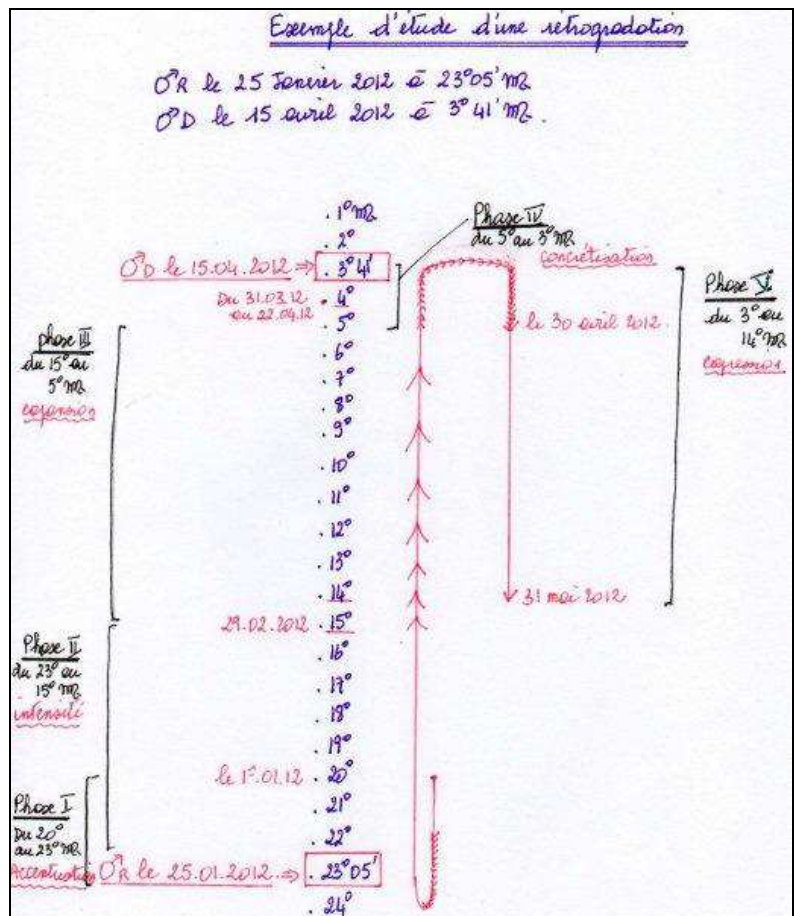 Exemple d'étude d'une rétrogradation
♂R le 25 Janvier 2012 à 23°05' ♍
♂D le 15 avril 2012 à 3°41' ♍.
. 1° ♍
. 2°
♂D le 15.04.2012 ⇒ . 3°41'
Du 31.03.12
au 22.04.12
. 4°
. 5°
. 6°
. 7°
. 8°
. 9°
. 10°
. 11°
. 12°
. 13°
. 14°
29.02.2012 . 15°
. 16°
. 17°
. 18°
. 19°
le 1°.01.12 . 20°
. 21°
. 22°
♂R le 25.01.2012 ⇒ . 23°05'
. 24°
Phase IV
du 5° au 3° ♍
concrétisation
le 30 avril 2012
31 mai 2012
Phase V
du 3° au
14° ♍
phase III
du 15° au
5° ♍
expansion
Phase II
du 23° au
15° ♍
intensité
Phase I
Du 20°
au 23° ♍
Accentuation